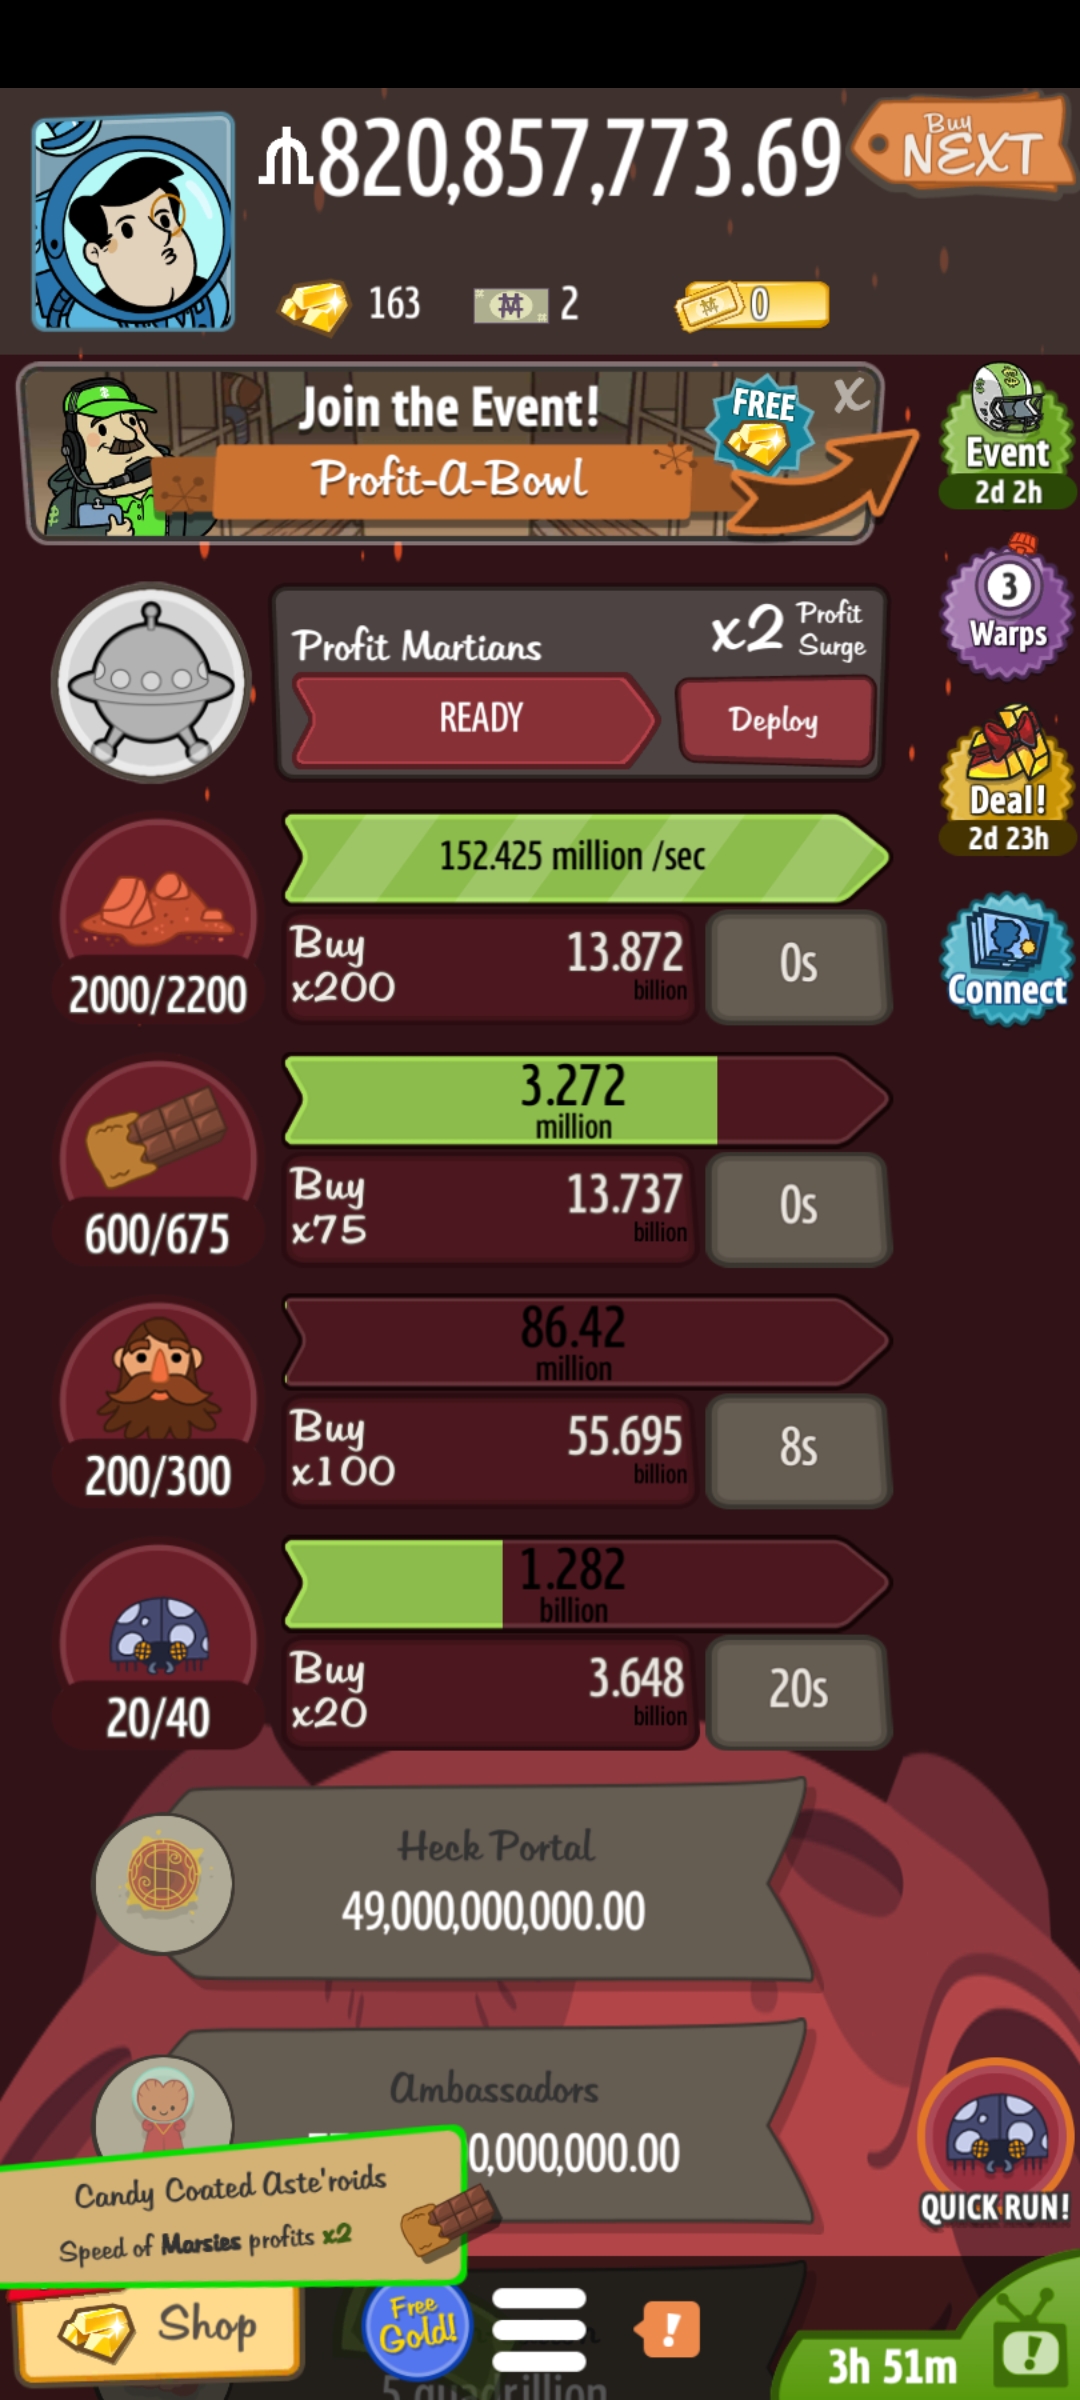 820,857,773.69
Buy
NEXT
163
2
0
Join the Event!
FREE
X
Profit-A-Bowl
Event
2d 2h
3
Warps
Profit Martians
x2 Profit Surge
READY
Deploy
Deal!
2d 23h
152.425 million /sec
Buy
x200
13.872
billion
0s
2000/2200
Connect
3.272
million
Buy
x75
13.737
billion
0s
600/675
86.42
million
Buy
x100
55.695
billion
8s
200/300
1.282
billion
Buy
x20
3.648
billion
20s
20/40
Heck Portal
49,000,000,000.00
Ambassadors
0,000,000.00
Candy Coated Aste'roids
Speed of Marsies profits x2
QUICK RUN!
Shop
Free
Gold!
!
3h 51m
!
5 quadrillion